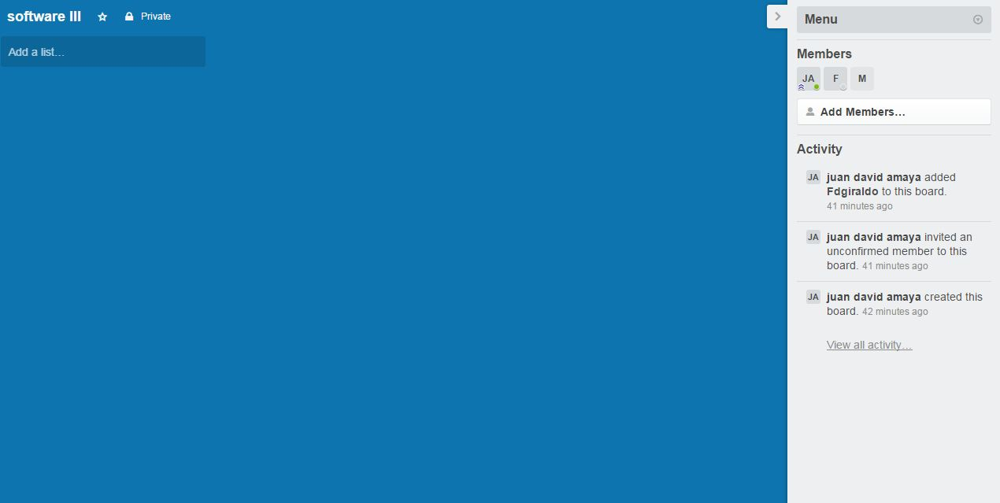 software III Private
Add a list…
Menu
Members
JA F M
Add Members…
Activity
JA juan david amaya added
Fdgiraldo to this board.
41 minutes ago
JA juan david amaya invited an
unconfirmed member to this
board. 41 minutes ago
JA juan david amaya created this
board. 42 minutes ago
View all activity…